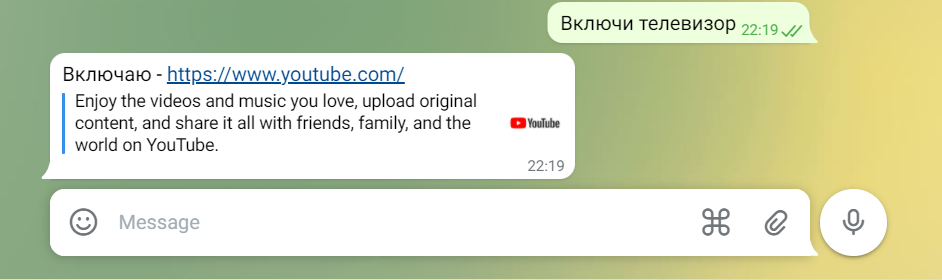 Включи телевизор 22:19
Включаю - https://www.youtube.com/
Enjoy the videos and music you love, upload original
content, and share it all with friends, family, and the
world on YouTube.
YouTube
22:19
Message